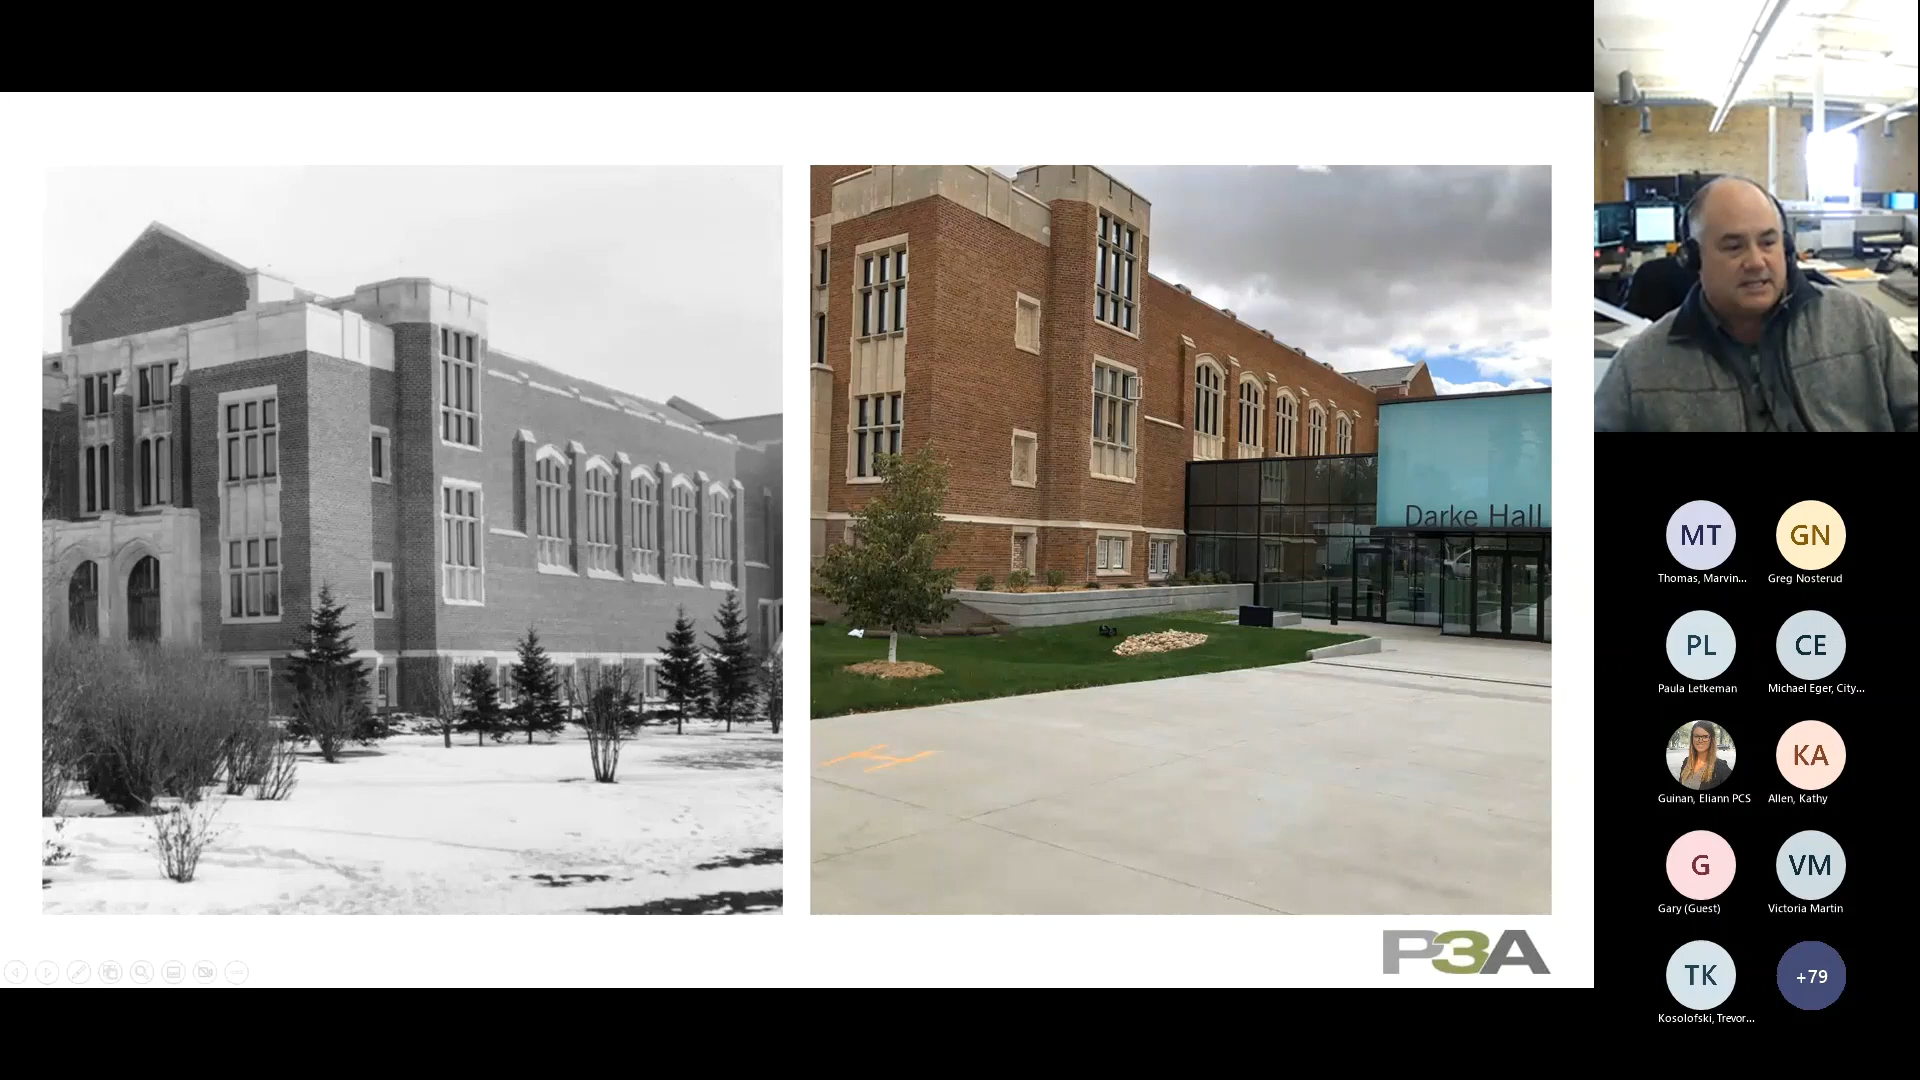 Darke Hall
P3A
MT
GN
Thomas, Marvin...
Greg Nosterud
PL
CE
Paula Letkeman
Michael Eger, City...
Guinan, Eliann PCS
KA
Allen, Kathy
G
VM
Gary (Guest)
Victoria Martin
TK
+79
Kosolofski, Trevor...